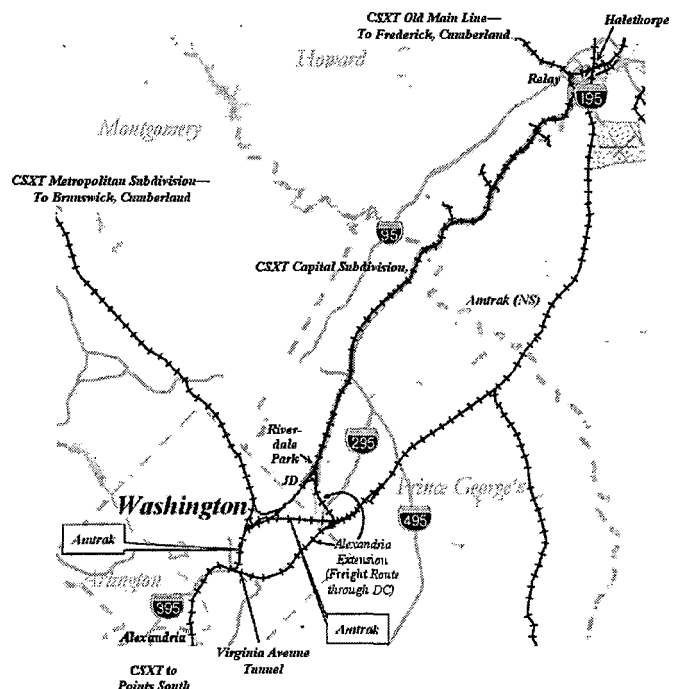 CSXT Old Main Line—
To Frederick, Cumberland
Halethorpe
Howard
Relay
195
Montgomery
CSXT Metropolitan Subdivision—
To Brunswick, Cumberland
95
CSXT Capital Subdivision
Amtrak (NS)
River-
dale
Park
295
JD
Prince George's
Washington
495
Amtrak
Alexandria
Extension
(Freight Route
through DC)
Arlington
395
Amtrak
Alexandria
Virginia Avenue
Tunnel
CSXT to
Points South